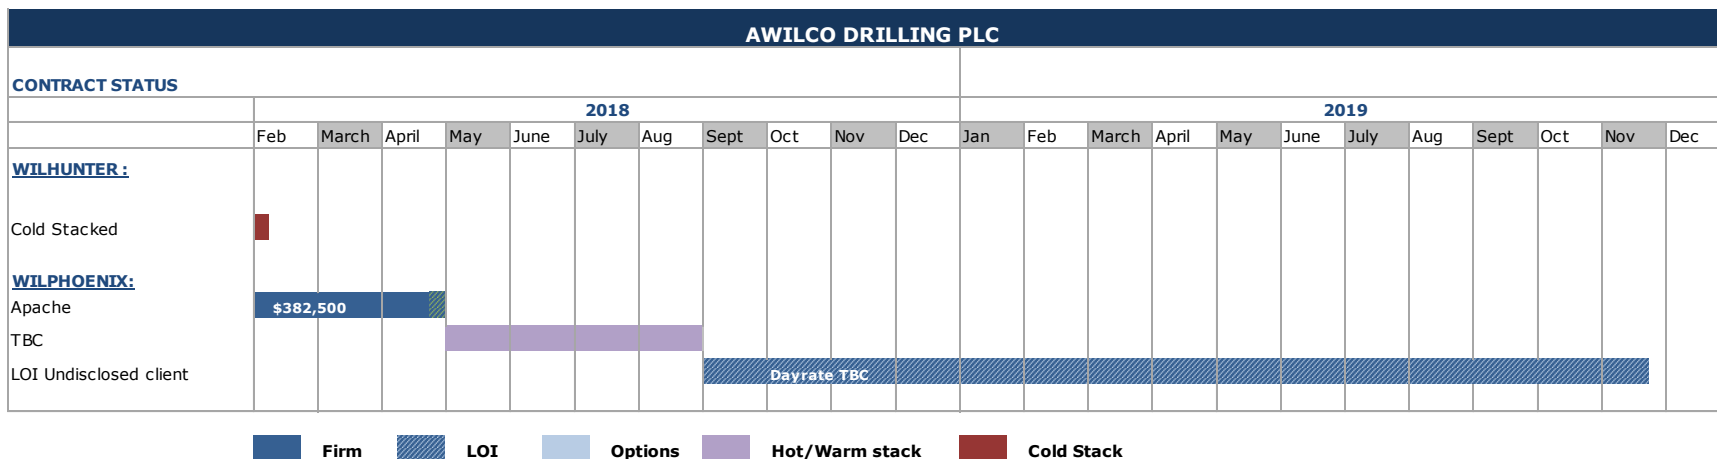 AWILCO DRILLING PLC
CONTRACT STATUS
2018 2019
Feb March April May June July Aug Sept Oct Nov Dec Jan Feb March April May June July Aug Sept Oct Nov Dec
WILHUNTER :
Cold Stacked
WILPHOENIX:
Apache $382,500
TBC
LOI Undisclosed client Dayrate TBC
Firm LOI Options Hot/Warm stack Cold Stack